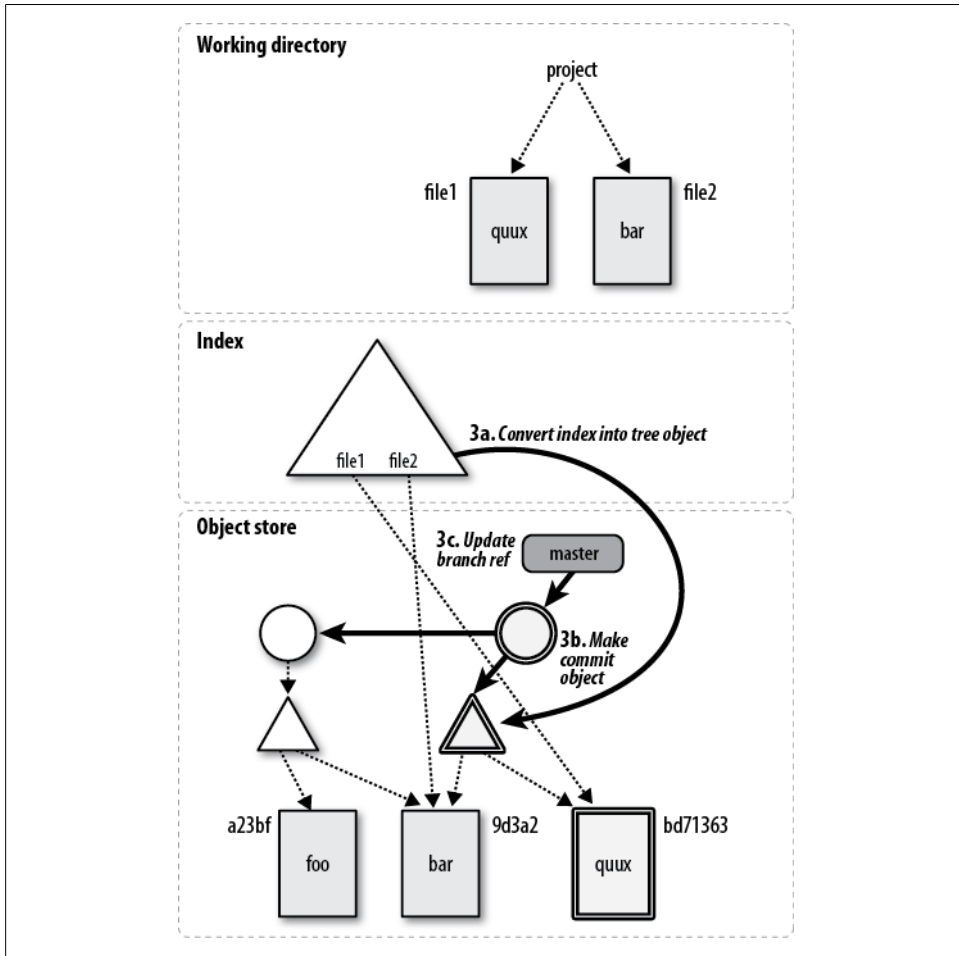 Working directory
project
file1
file2
quux
bar
Index
3a. Convert index into tree object
file1 file2
Object store
3c. Update
branch ref
master
3b. Make
commit
object
a23bf
9d3a2
bd71363
foo
bar
quux